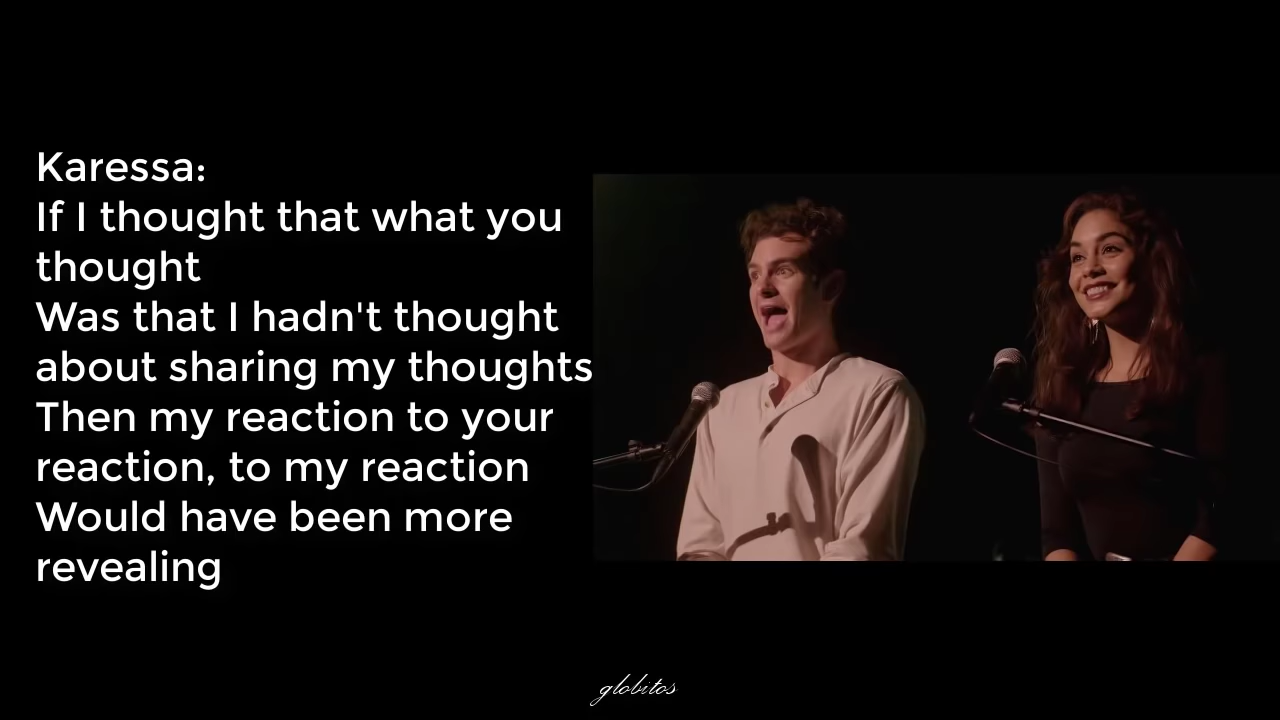 Karessa:
If I thought that what you
thought
Was that I hadn't thought
about sharing my thoughts
Then my reaction to your
reaction, to my reaction
Would have been more
revealing
globitos